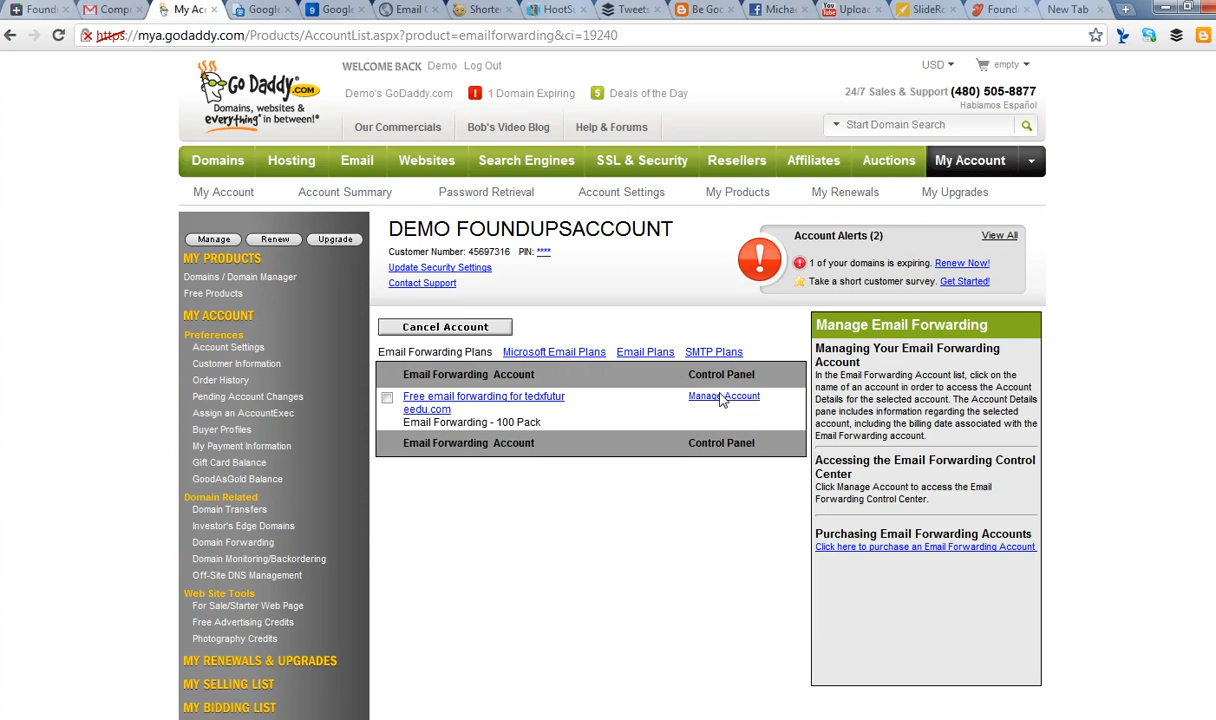 Found
Comp
My Acc
Google
Google
Email
Shorte
HootSu
Tweets
Be Goo
Michae
Upload
SlideRo
Found
New Tab
https://mya.godaddy.com/Products/AccountList.aspx?product=emailforwarding&ci=19240
WELCOME BACK Demo Log Out
USD empty
Go Daddy.COM
Domains, websites &
everything* in between!®
Demo's GoDaddy.com 1 Domain Expiring $ Deals of the Day
24/7 Sales & Support (480) 505-8877
Hablamos Español
Our Commercials Bob's Video Blog Help & Forums
Start Domain Search
Domains Hosting Email Websites Search Engines SSL & Security Resellers Affiliates Auctions My Account
My Account Account Summary Password Retrieval Account Settings My Products My Renewals My Upgrades
Manage Renew Upgrade
MY PRODUCTS
Domains / Domain Manager
Free Products
MY ACCOUNT
Preferences
Account Settings
Customer Information
Order History
Pending Account Changes
Assign an AccountExec
Buyer Profiles
My Payment Information
Gift Card Balance
GoodAsGold Balance
Domain Related
Domain Transfers
Investor's Edge Domains
Domain Forwarding
Domain Monitoring/Backordering
Off-Site DNS Management
Web Site Tools
For Sale/Starter Web Page
Free Advertising Credits
Photography Credits
MY RENEWALS & UPGRADES
MY SELLING LIST
MY BIDDING LIST
DEMO FOUNDUPSACCOUNT
Customer Number: 45697316 PIN: ****
Update Security Settings
Contact Support
Account Alerts (2) View All
1 of your domains is expiring. Renew Now!
Take a short customer survey. Get Started!
Cancel Account
Email Forwarding Plans Microsoft Email Plans Email Plans SMTP Plans
Email Forwarding Account Control Panel
Free email forwarding for tedxfutur
eedu.com
Email Forwarding - 100 Pack
Manage Account
Email Forwarding Account Control Panel
Manage Email Forwarding
Managing Your Email Forwarding
Account
In the Email Forwarding Account list, click on the
name of an account in order to access the Account
Details for the selected account. The Account Details
pane includes information regarding the selected
account, including the billing date associated with the
Email Forwarding account.
Accessing the Email Forwarding Control
Center
Click Manage Account to access the Email
Forwarding Control Center.
Purchasing Email Forwarding Accounts
Click here to purchase an Email Forwarding Account.